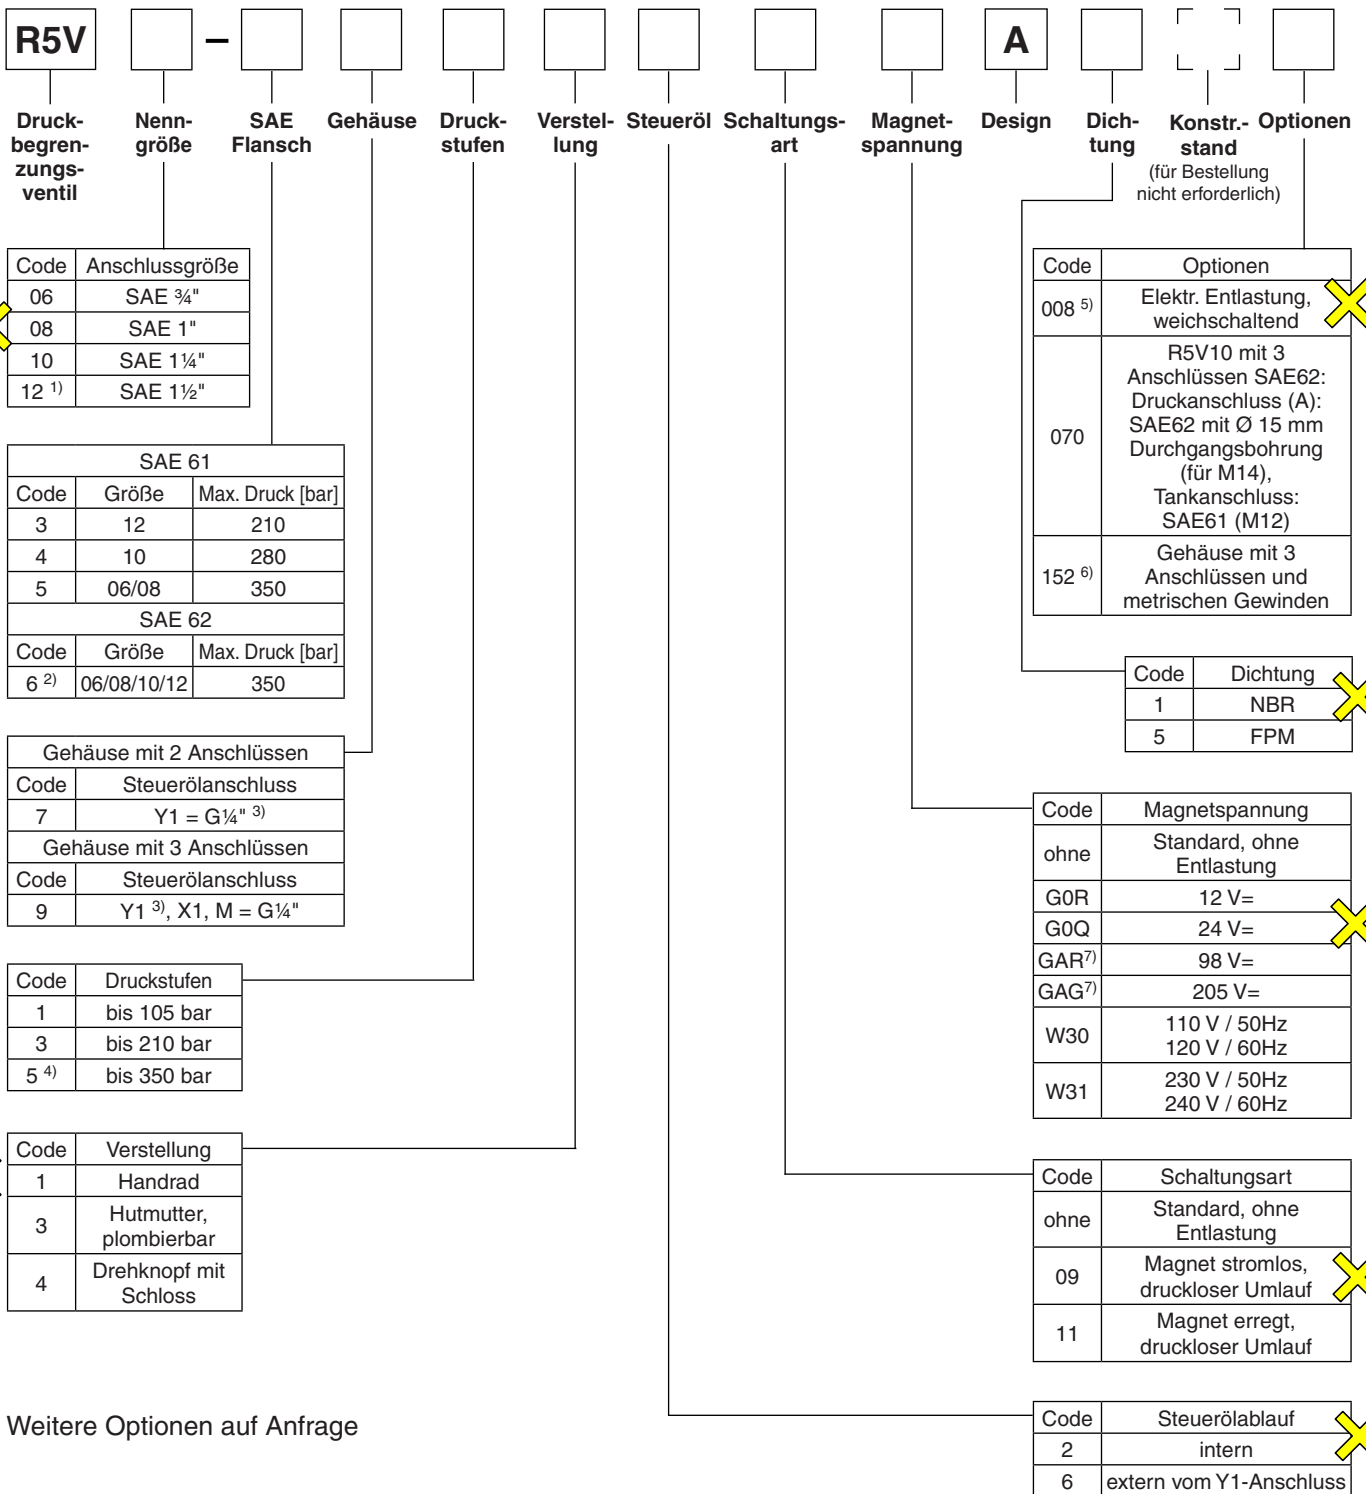 R5V – A
Druck-
begren-
zungs-
ventil
Nenn-
größe
SAE
Flansch
Gehäuse
Druck-
stufen
Verstel-
lung
Steueröl
Schaltungs-
art
Magnet-
spannung
Design
Dich-
tung
Konstr.-
stand
(für Bestellung
nicht erforderlich)
Optionen
Code Anschlussgröße
06 SAE ¾"
08 SAE 1"
10 SAE 1¼"
12 1) SAE 1½"
SAE 61
Code Größe Max. Druck [bar]
3 12 210
4 10 280
5 06/08 350
SAE 62
Code Größe Max. Druck [bar]
6 2) 06/08/10/12 350
Gehäuse mit 2 Anschlüssen
Code Steuerölanschluss
7 Y1 = G¼" 3)
Gehäuse mit 3 Anschlüssen
Code Steuerölanschluss
9 Y1 3), X1, M = G¼"
Code Druckstufen
1 bis 105 bar
3 bis 210 bar
5 4) bis 350 bar
Code Verstellung
1 Handrad
3 Hutmutter,
plombierbar
4 Drehknopf mit
Schloss
Weitere Optionen auf Anfrage
Code Optionen
008 5) Elektr. Entlastung,
weichschaltend
070 R5V10 mit 3
Anschlüssen SAE62:
Druckanschluss (A):
SAE62 mit Ø 15 mm
Durchgangsbohrung
(für M14),
Tankanschluss:
SAE61 (M12)
152 6) Gehäuse mit 3
Anschlüssen und
metrischen Gewinden
Code Dichtung
1 NBR
5 FPM
Code Magnetspannung
ohne Standard, ohne
Entlastung
G0R 12 V=
G0Q 24 V=
GAR7) 98 V=
GAG7) 205 V=
W30 110 V / 50Hz
120 V / 60Hz
W31 230 V / 50Hz
240 V / 60Hz
Code Schaltungsart
ohne Standard, ohne
Entlastung
09 Magnet stromlos,
druckloser Umlauf
11 Magnet erregt,
druckloser Umlauf
Code Steuerölablauf
2 intern
6 extern vom Y1-Anschluss